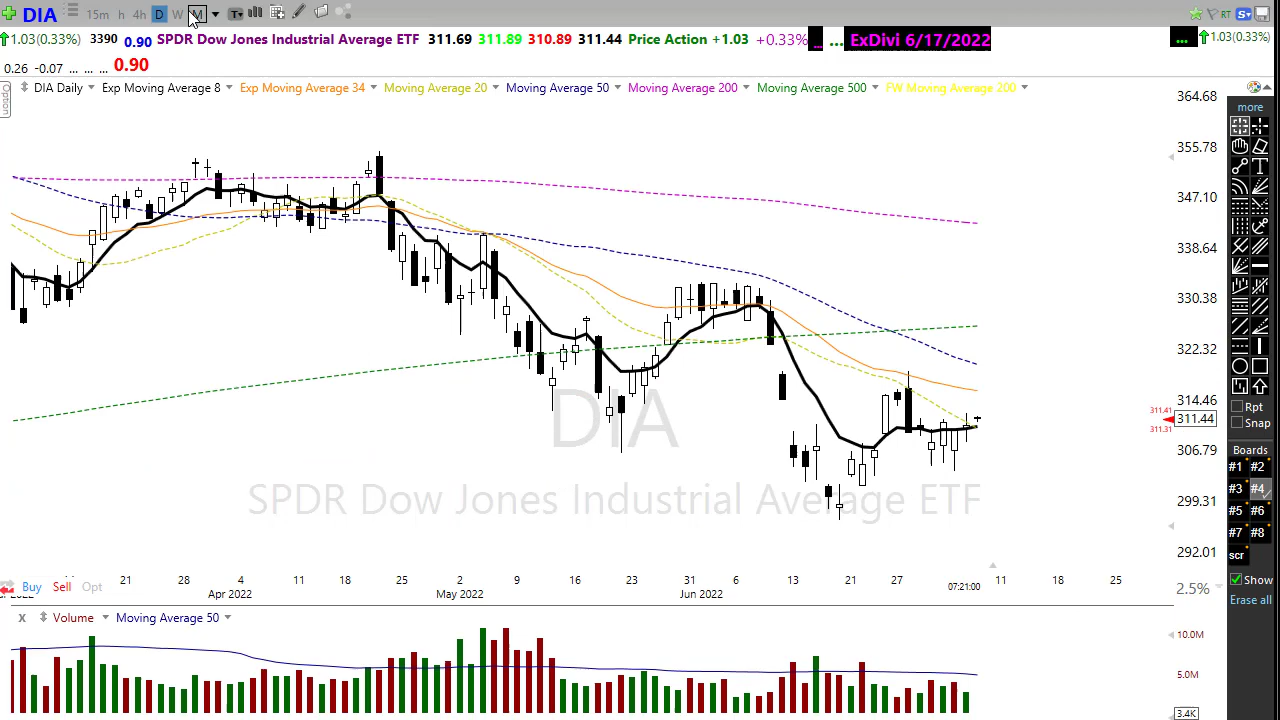 DIA 15m h 4h D W M T RT S
1.03(0.33%) 3390 0.90 SPDR Dow Jones Industrial Average ETF 311.69 311.89 310.89 311.44 Price Action +1.03 +0.33% ... ... ExDivi 6/17/2022 ... 1.03(0.33%)
0.26 -0.07 ... ... ... 0.90
Option
DIA Daily Exp Moving Average 8 Exp Moving Average 34 Moving Average 20 Moving Average 50 Moving Average 200 Moving Average 500 FW Moving Average 200
364.68
more
355.78
347.10
338.64
330.38
322.32
314.46
311.41
311.44
311.31
306.79
299.31
292.01
DIA
SPDR Dow Jones Industrial Average ETF
Rpt
Snap
Boards
#1 #2
#3 #4
#5 #6
#7 #8
scr
Show
Erase all
21 28 4 11 18 25 2 9 16 23 31 6 13 21 27 07:21:00 11 18 25
Buy Sell Opt 2.5%
Apr 2022 May 2022 Jun 2022
X Volume Moving Average 50
10.0M
5.0M
3.4K